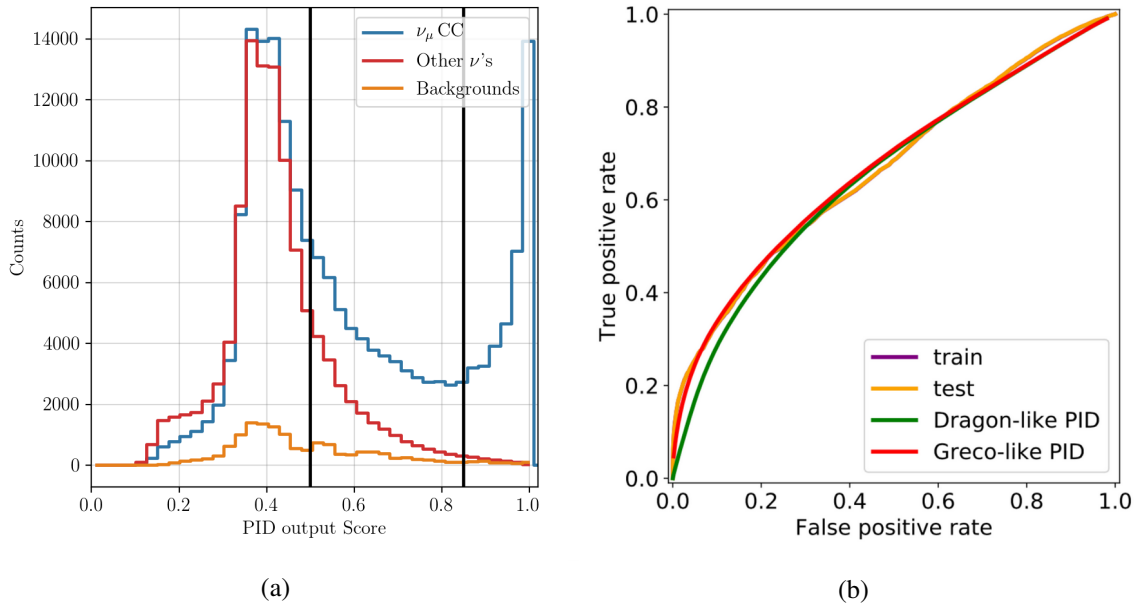 14000
12000
10000
8000
6000
4000
2000
0
Counts
0.0 0.2 0.4 0.6 0.8 1.0
PID output Score
ν_μ CC
Other ν's
Backgrounds
(a)
1.0
0.8
0.6
0.4
0.2
0.0
True positive rate
0.0 0.2 0.4 0.6 0.8 1.0
False positive rate
train
test
Dragon-like PID
Greco-like PID
(b)